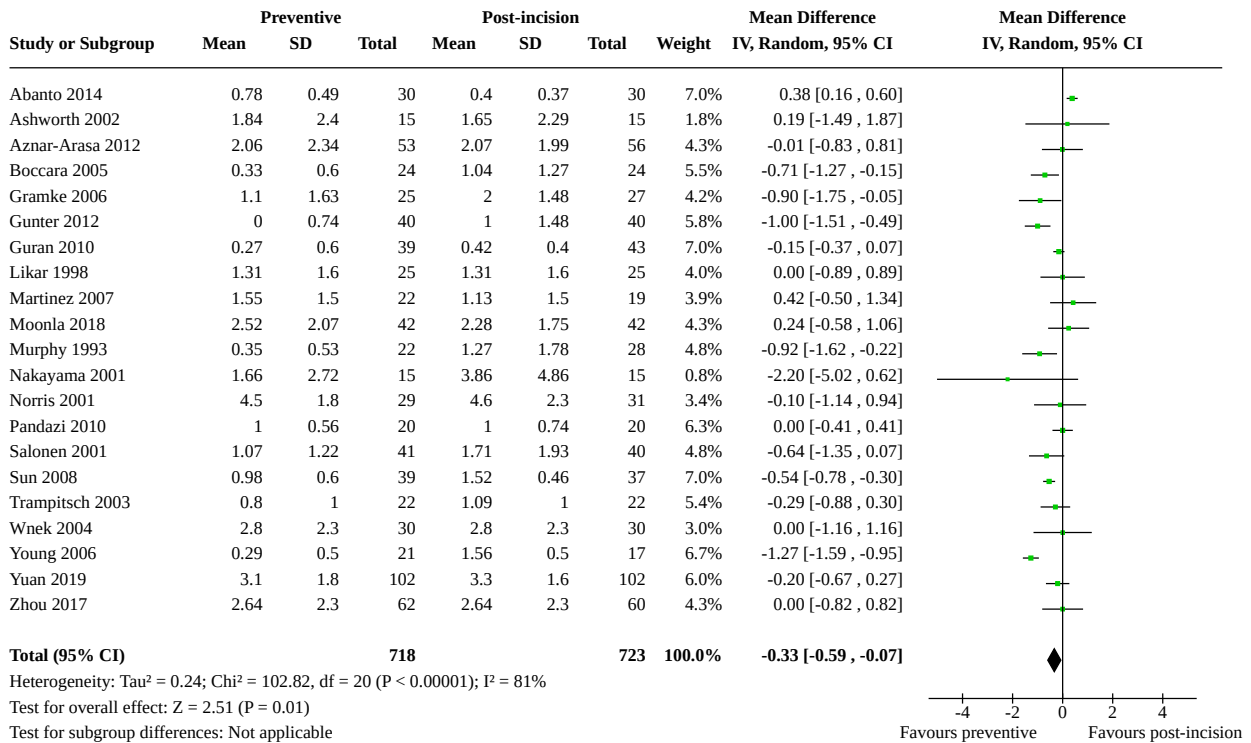 Preventive Post-incision Mean Difference Mean Difference
Study or Subgroup Mean SD Total Mean SD Total Weight IV, Random, 95% CI IV, Random, 95% CI
Abanto 2014 0.78 0.49 30 0.4 0.37 30 7.0% 0.38 [0.16 , 0.60]
Ashworth 2002 1.84 2.4 15 1.65 2.29 15 1.8% 0.19 [-1.49 , 1.87]
Aznar-Arasa 2012 2.06 2.34 53 2.07 1.99 56 4.3% -0.01 [-0.83 , 0.81]
Boccara 2005 0.33 0.6 24 1.04 1.27 24 5.5% -0.71 [-1.27 , -0.15]
Gramke 2006 1.1 1.63 25 2 1.48 27 4.2% -0.90 [-1.75 , -0.05]
Gunter 2012 0 0.74 40 1 1.48 40 5.8% -1.00 [-1.51 , -0.49]
Guran 2010 0.27 0.6 39 0.42 0.4 43 7.0% -0.15 [-0.37 , 0.07]
Likar 1998 1.31 1.6 25 1.31 1.6 25 4.0% 0.00 [-0.89 , 0.89]
Martinez 2007 1.55 1.5 22 1.13 1.5 19 3.9% 0.42 [-0.50 , 1.34]
Moonla 2018 2.52 2.07 42 2.28 1.75 42 4.3% 0.24 [-0.58 , 1.06]
Murphy 1993 0.35 0.53 22 1.27 1.78 28 4.8% -0.92 [-1.62 , -0.22]
Nakayama 2001 1.66 2.72 15 3.86 4.86 15 0.8% -2.20 [-5.02 , 0.62]
Norris 2001 4.5 1.8 29 4.6 2.3 31 3.4% -0.10 [-1.14 , 0.94]
Pandazi 2010 1 0.56 20 1 0.74 20 6.3% 0.00 [-0.41 , 0.41]
Salonen 2001 1.07 1.22 41 1.71 1.93 40 4.8% -0.64 [-1.35 , 0.07]
Sun 2008 0.98 0.6 39 1.52 0.46 37 7.0% -0.54 [-0.78 , -0.30]
Trampitsch 2003 0.8 1 22 1.09 1 22 5.4% -0.29 [-0.88 , 0.30]
Wnek 2004 2.8 2.3 30 2.8 2.3 30 3.0% 0.00 [-1.16 , 1.16]
Young 2006 0.29 0.5 21 1.56 0.5 17 6.7% -1.27 [-1.59 , -0.95]
Yuan 2019 3.1 1.8 102 3.3 1.6 102 6.0% -0.20 [-0.67 , 0.27]
Zhou 2017 2.64 2.3 62 2.64 2.3 60 4.3% 0.00 [-0.82 , 0.82]
Total (95% CI) 718 723 100.0% -0.33 [-0.59 , -0.07]
Heterogeneity: Tau² = 0.24; Chi² = 102.82, df = 20 (P < 0.00001); I² = 81%
Test for overall effect: Z = 2.51 (P = 0.01)
Test for subgroup differences: Not applicable
-4 -2 0 2 4
Favours preventive Favours post-incision